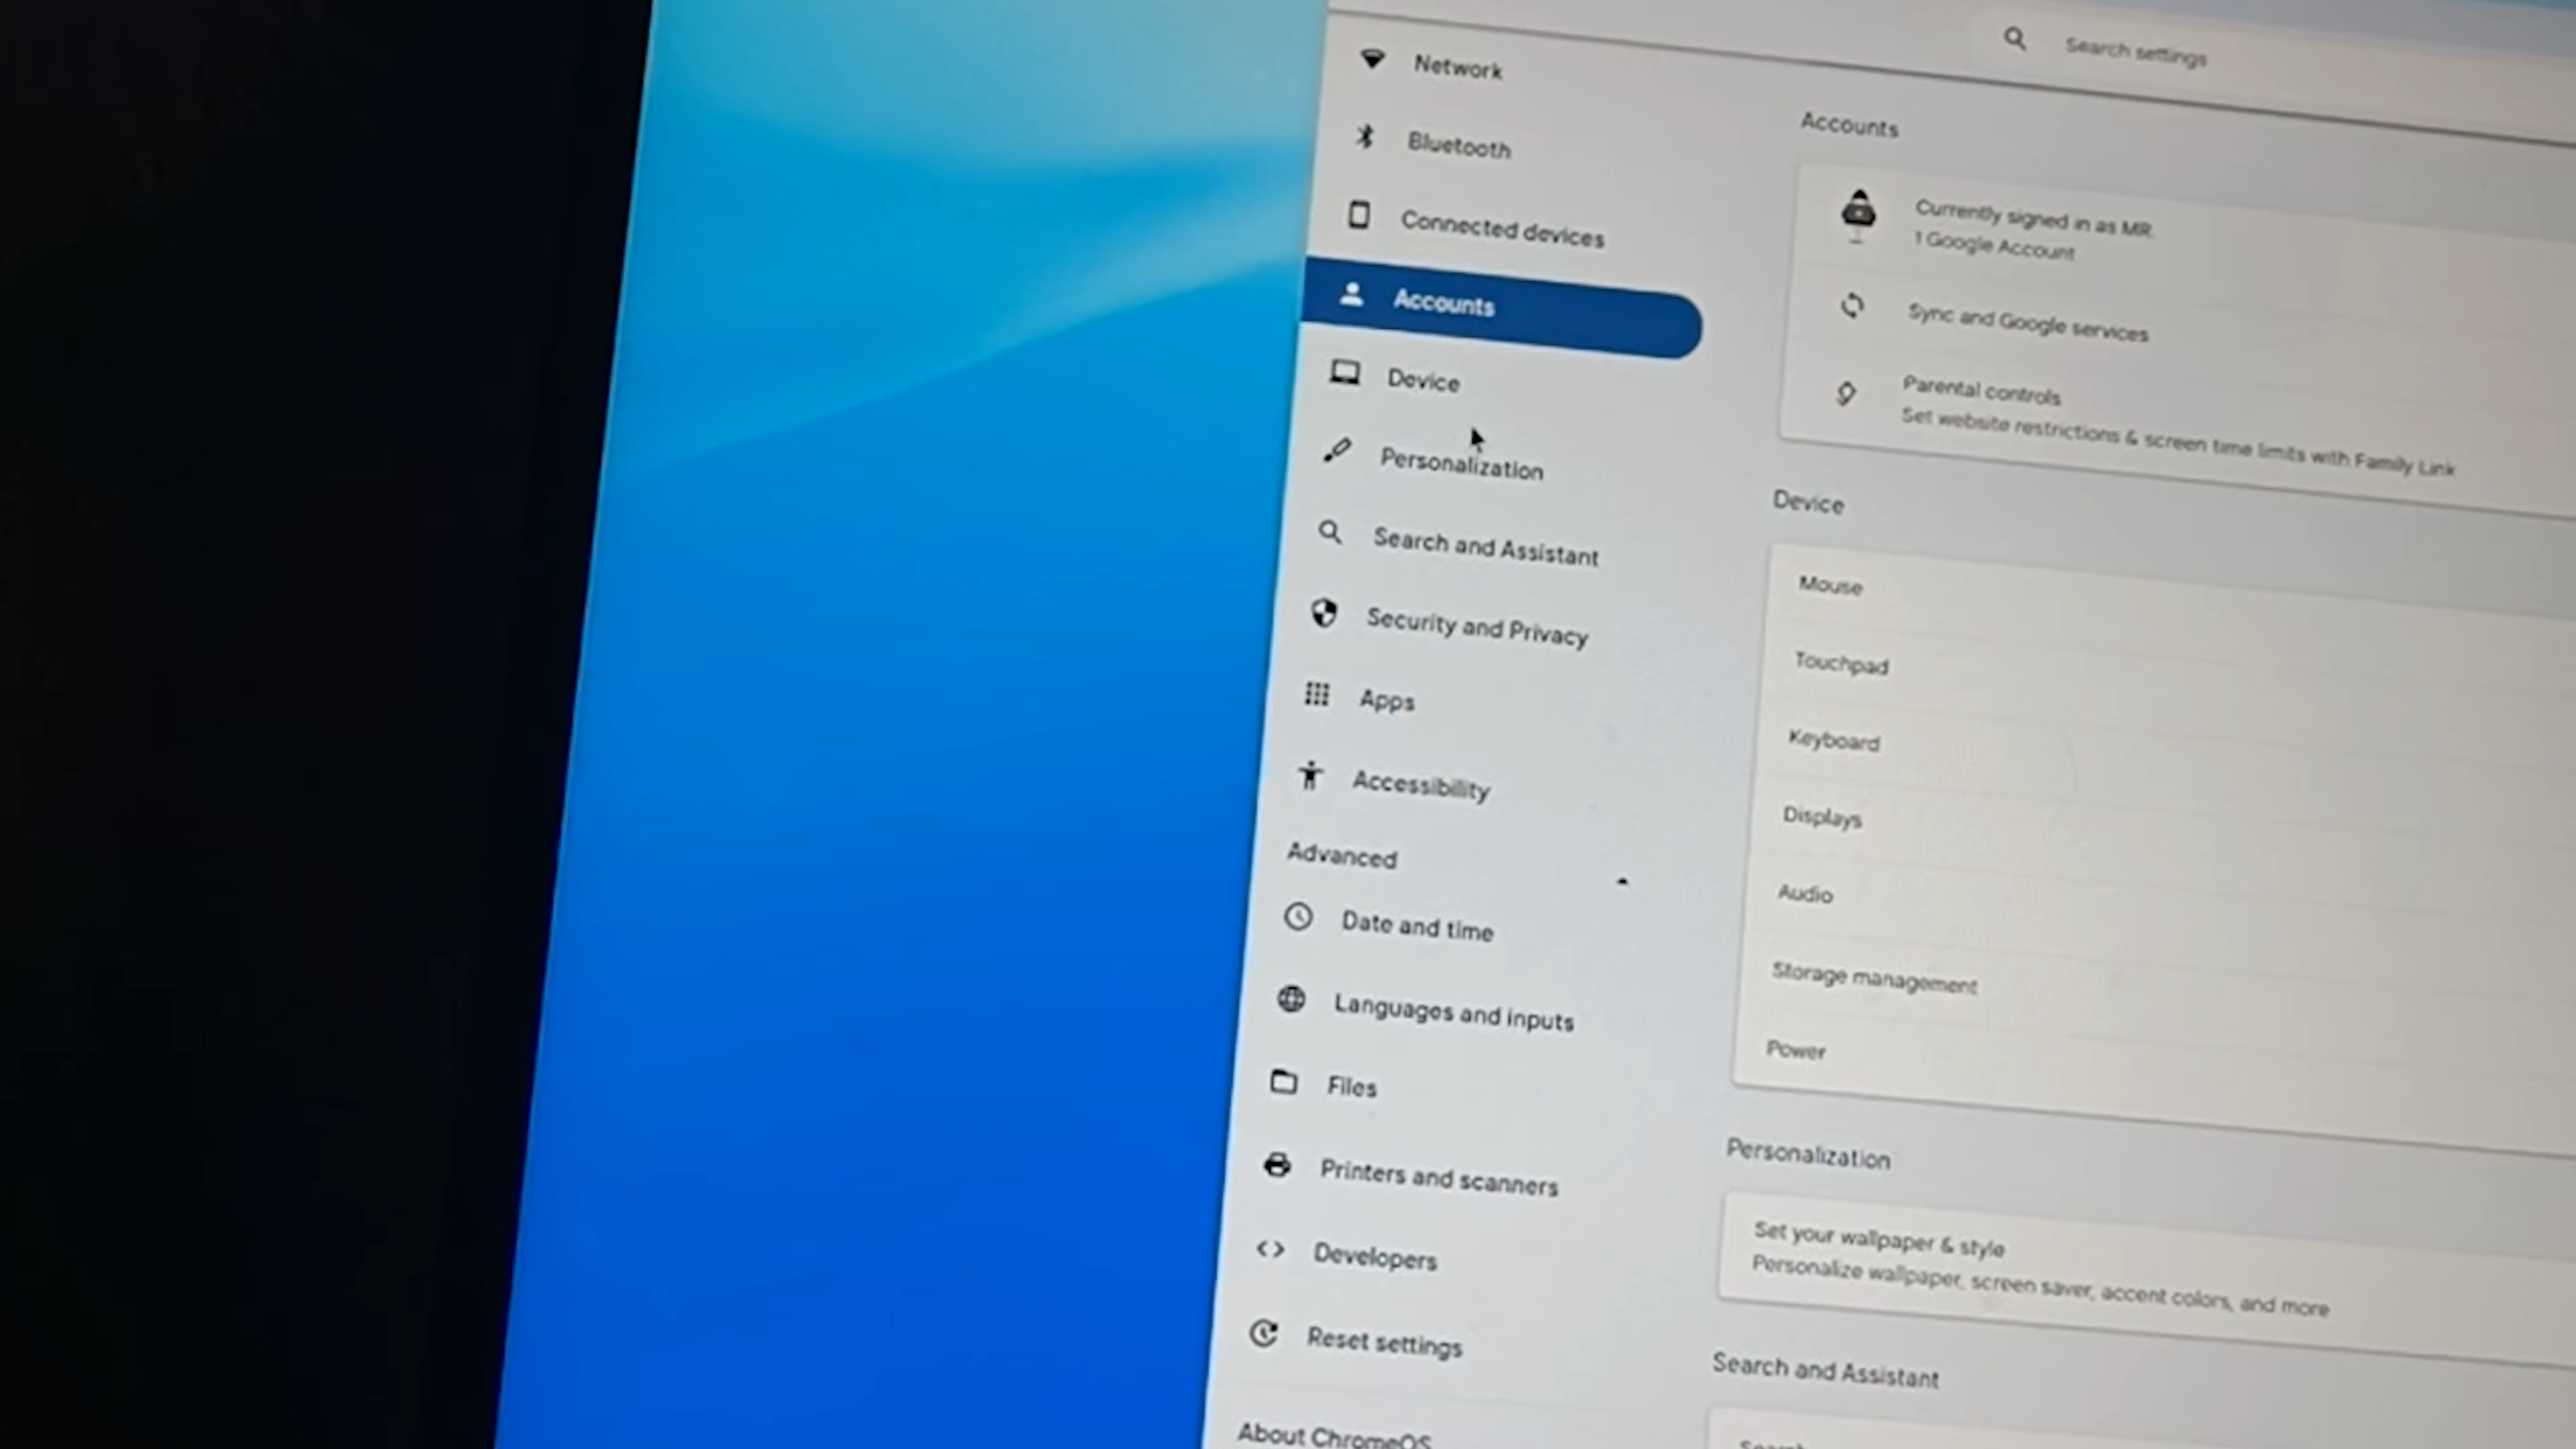 Search settings
Network
Bluetooth
Connected devices
Accounts
Device
Personalization
Search and Assistant
Security and Privacy
Apps
Accessibility
Advanced
Date and time
Languages and inputs
Files
Printers and scanners
Developers
Reset settings
About ChromeOS
Accounts
Currently signed in as MR.
1 Google Account
Sync and Google services
Parental controls
Set website restrictions & screen time limits with Family Link
Device
Mouse
Touchpad
Keyboard
Displays
Audio
Storage management
Power
Personalization
Set your wallpaper & style
Personalize wallpaper, screen saver, accent colors, and more
Search and Assistant